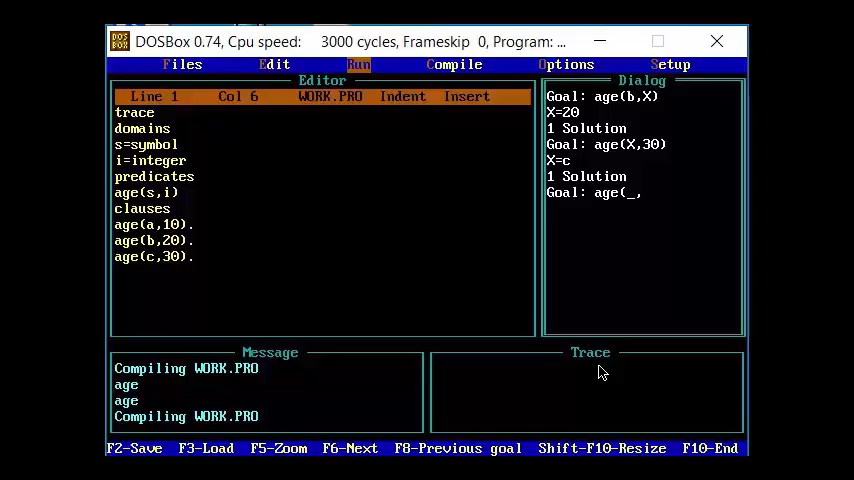 DOSBox 0.74, Cpu speed: 3000 cycles, Frameskip 0, Program: ...
Files Edit Run Compile Options Setup
Editor
Line 1 Col 6 WORK.PRO Indent Insert
trace
domains
s=symbol
i=integer
predicates
age(s,i)
clauses
age(a,10).
age(b,20).
age(c,30).
Dialog
Goal: age(b,X)
X=20
1 Solution
Goal: age(X,30)
X=c
1 Solution
Goal: age(_,
Message
Compiling WORK.PRO
age
age
Compiling WORK.PRO
Trace
F2-Save F3-Load F5-Zoom F6-Next F8-Previous goal Shift-F10-Resize F10-End